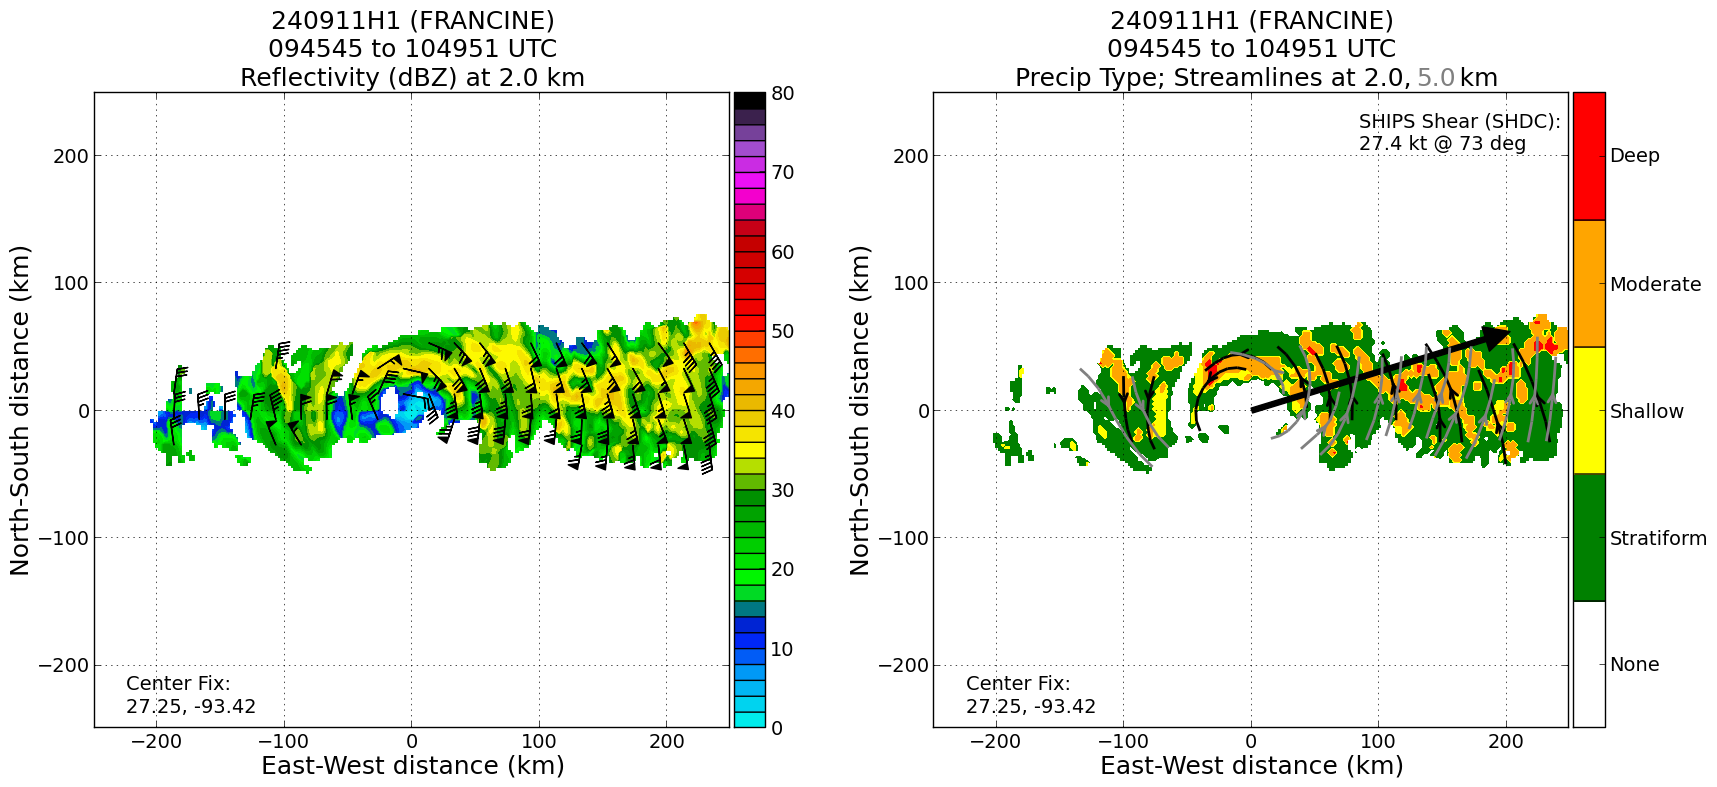 240911H1 (FRANCINE)
094545 to 104951 UTC
Reflectivity (dBZ) at 2.0 km
North-South distance (km)
200
100
0
−100
−200
Center Fix:
27.25, -93.42
−200
−100
0
100
200
East-West distance (km)
80
70
60
50
40
30
20
10
0
240911H1 (FRANCINE)
094545 to 104951 UTC
Precip Type; Streamlines at 2.0, 5.0 km
North-South distance (km)
200
100
0
−100
−200
SHIPS Shear (SHDC):
27.4 kt @ 73 deg
Center Fix:
27.25, -93.42
−200
−100
0
100
200
East-West distance (km)
Deep
Moderate
Shallow
Stratiform
None